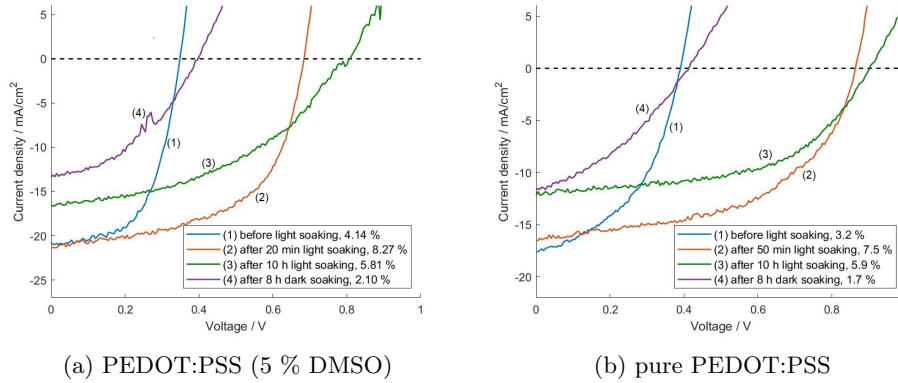 0
-5
-10
-15
-20
-25
Current density / mA/cm²
0
0.2
0.4
0.6
0.8
1
Voltage / V
(4)
(1)
(3)
(2)
(1) before light soaking, 4.14 %
(2) after 20 min light soaking, 8.27 %
(3) after 10 h light soaking, 5.81 %
(4) after 8 h dark soaking, 2.10 %
(a) PEDOT:PSS (5 % DMSO)
5
0
-5
-10
-15
-20
Current density / mA/cm²
0
0.2
0.4
0.6
0.8
Voltage / V
(4)
(1)
(3)
(2)
(1) before light soaking, 3.2 %
(2) after 50 min light soaking, 7.5 %
(3) after 10 h light soaking, 5.9 %
(4) after 8 h dark soaking, 1.7 %
(b) pure PEDOT:PSS